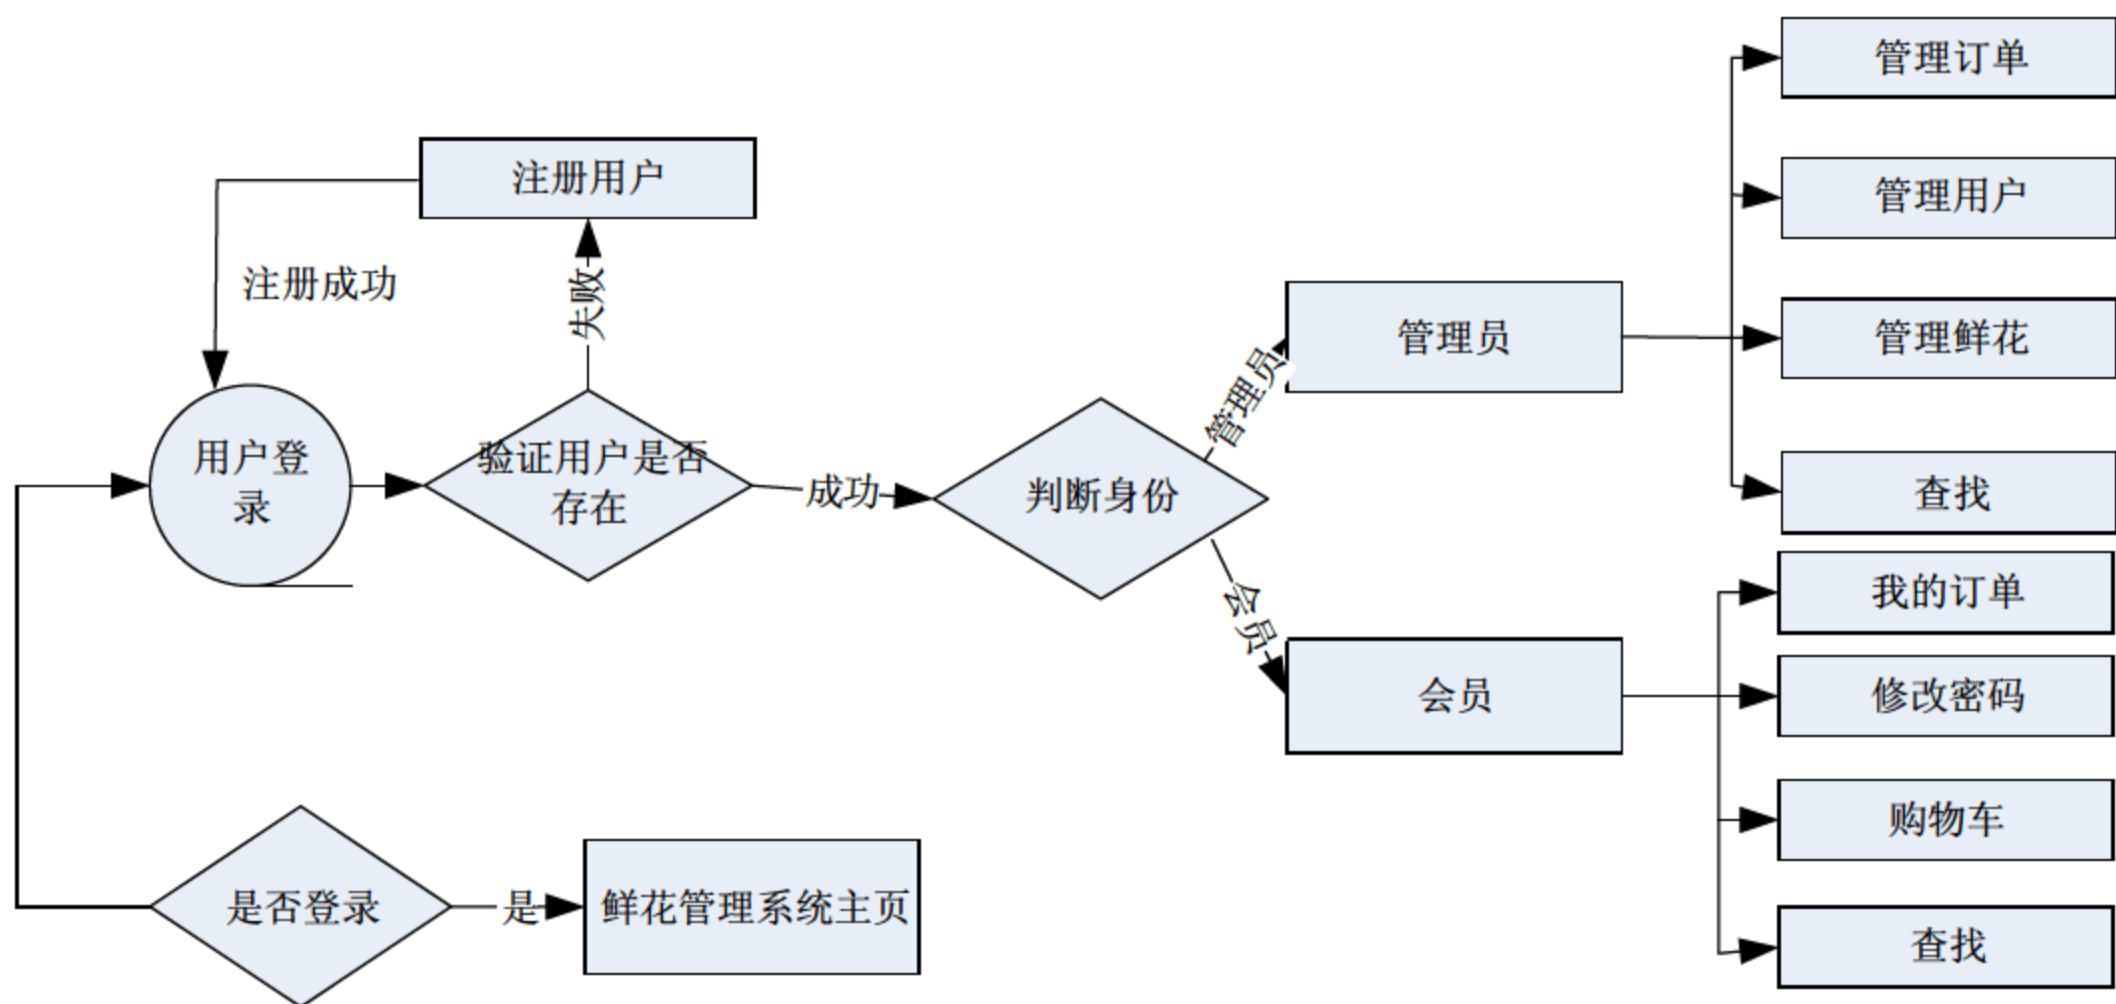 管理订单
注册用户
管理用户
注册成功
失败
管理员
管理员
管理鲜花
用户登
录
验证用户是否
存在
成功
判断身份
查找
会员
会员
我的订单
修改密码
购物车
是否登录
是
鲜花管理系统主页
查找